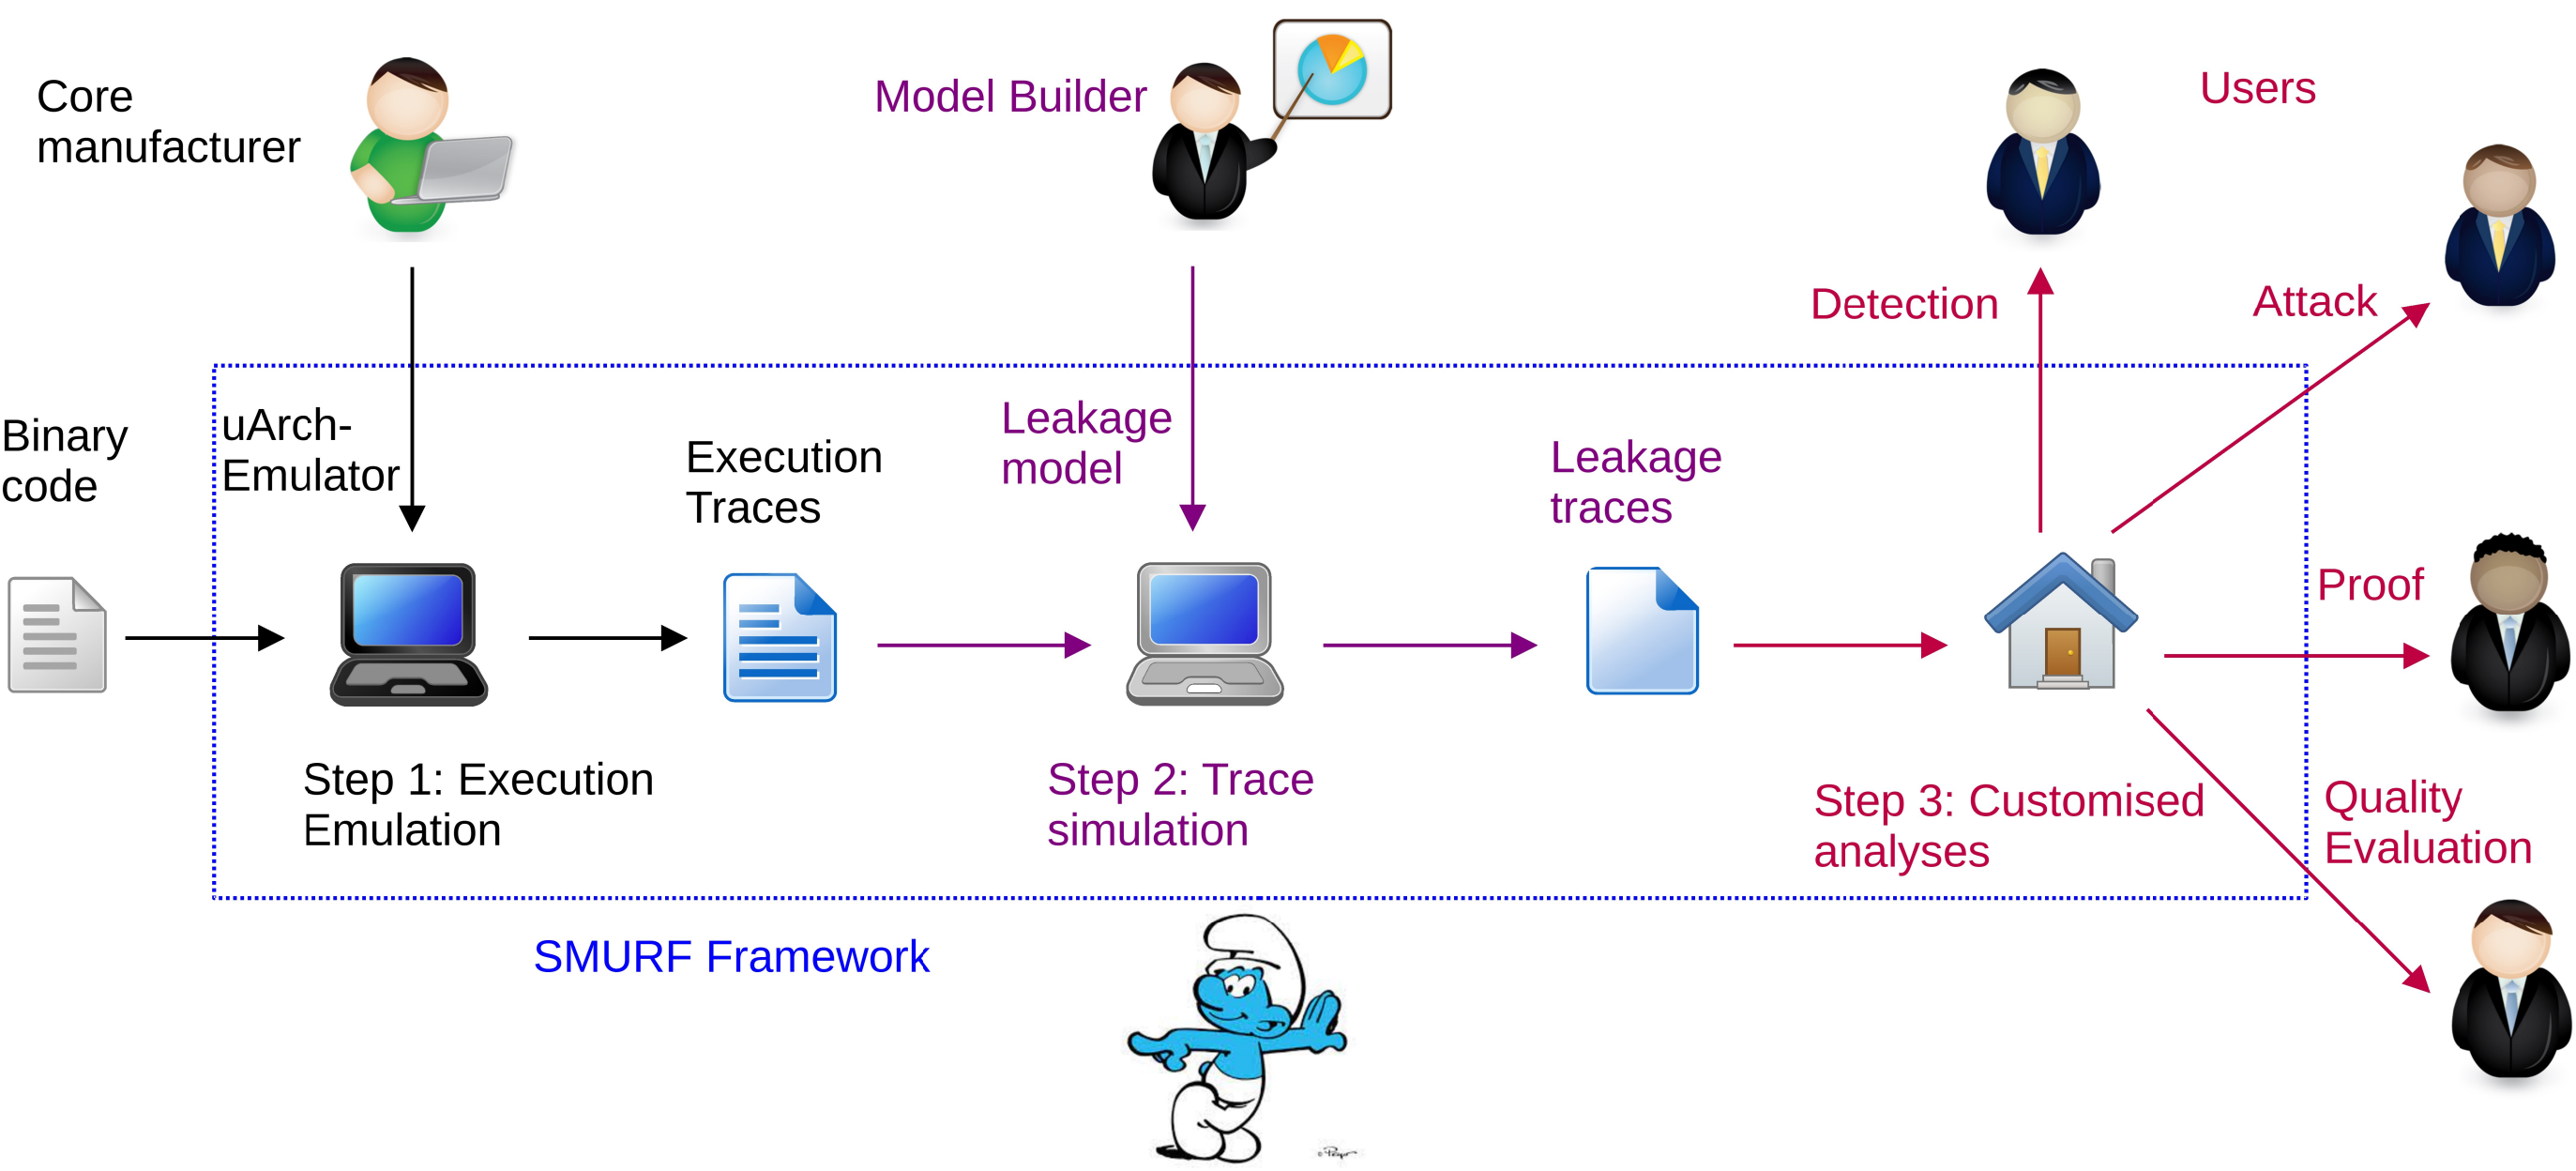 Core
manufacturer
Model Builder
Users
Detection
Attack
Binary
code
uArch-
Emulator
Execution
Traces
Leakage
model
Leakage
traces
Proof
Step 1: Execution
Emulation
Step 2: Trace
simulation
Step 3: Customised
analyses
Quality
Evaluation
SMURF Framework
© Peyo